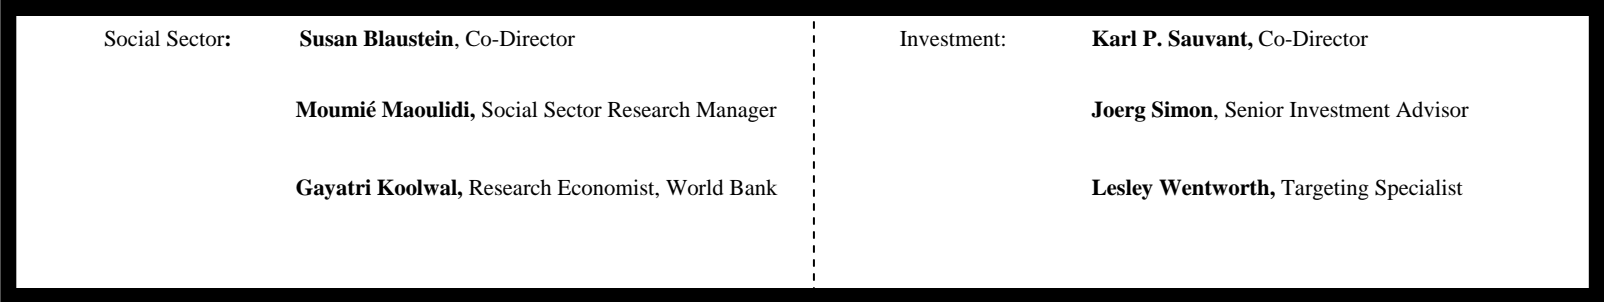 Social Sector: Susan Blaustein, Co-Director
Moumié Maoulidi, Social Sector Research Manager
Gayatri Koolwal, Research Economist, World Bank
Investment: Karl P. Sauvant, Co-Director
Joerg Simon, Senior Investment Advisor
Lesley Wentworth, Targeting Specialist